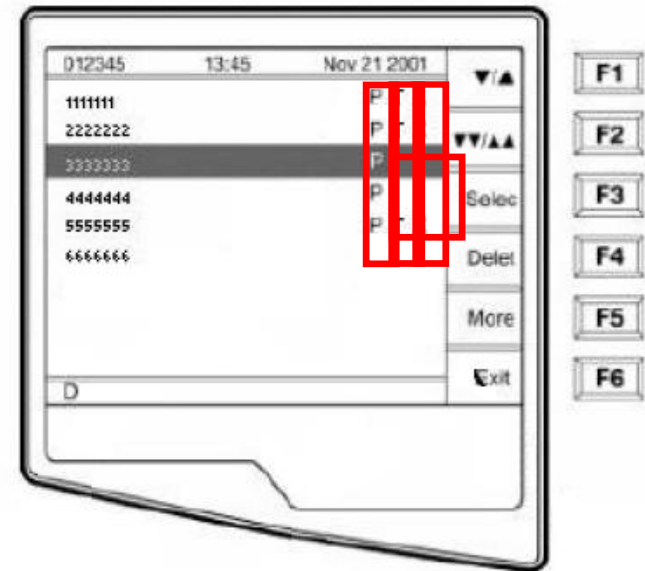 012345 13:45 Nov 21 2001
▼/▲ F1
1111111 P T
2222222 P T
▼▼/▲▲ F2
3333333 P
4444444 P
Selec F3
5555555 P T
6666666
Delet F4
More F5
Exit F6
D